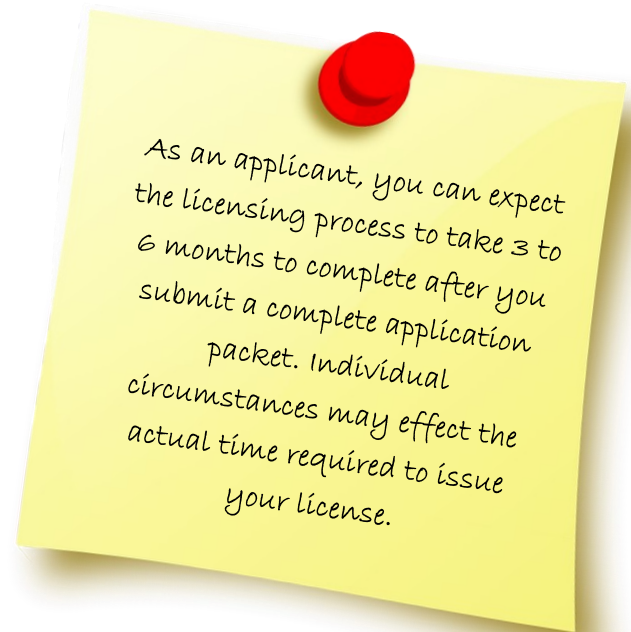 As an applicant, you can expect
the licensing process to take 3 to
6 months to complete after you
submit a complete application
packet. Individual
circumstances may effect the
actual time required to issue
your license.